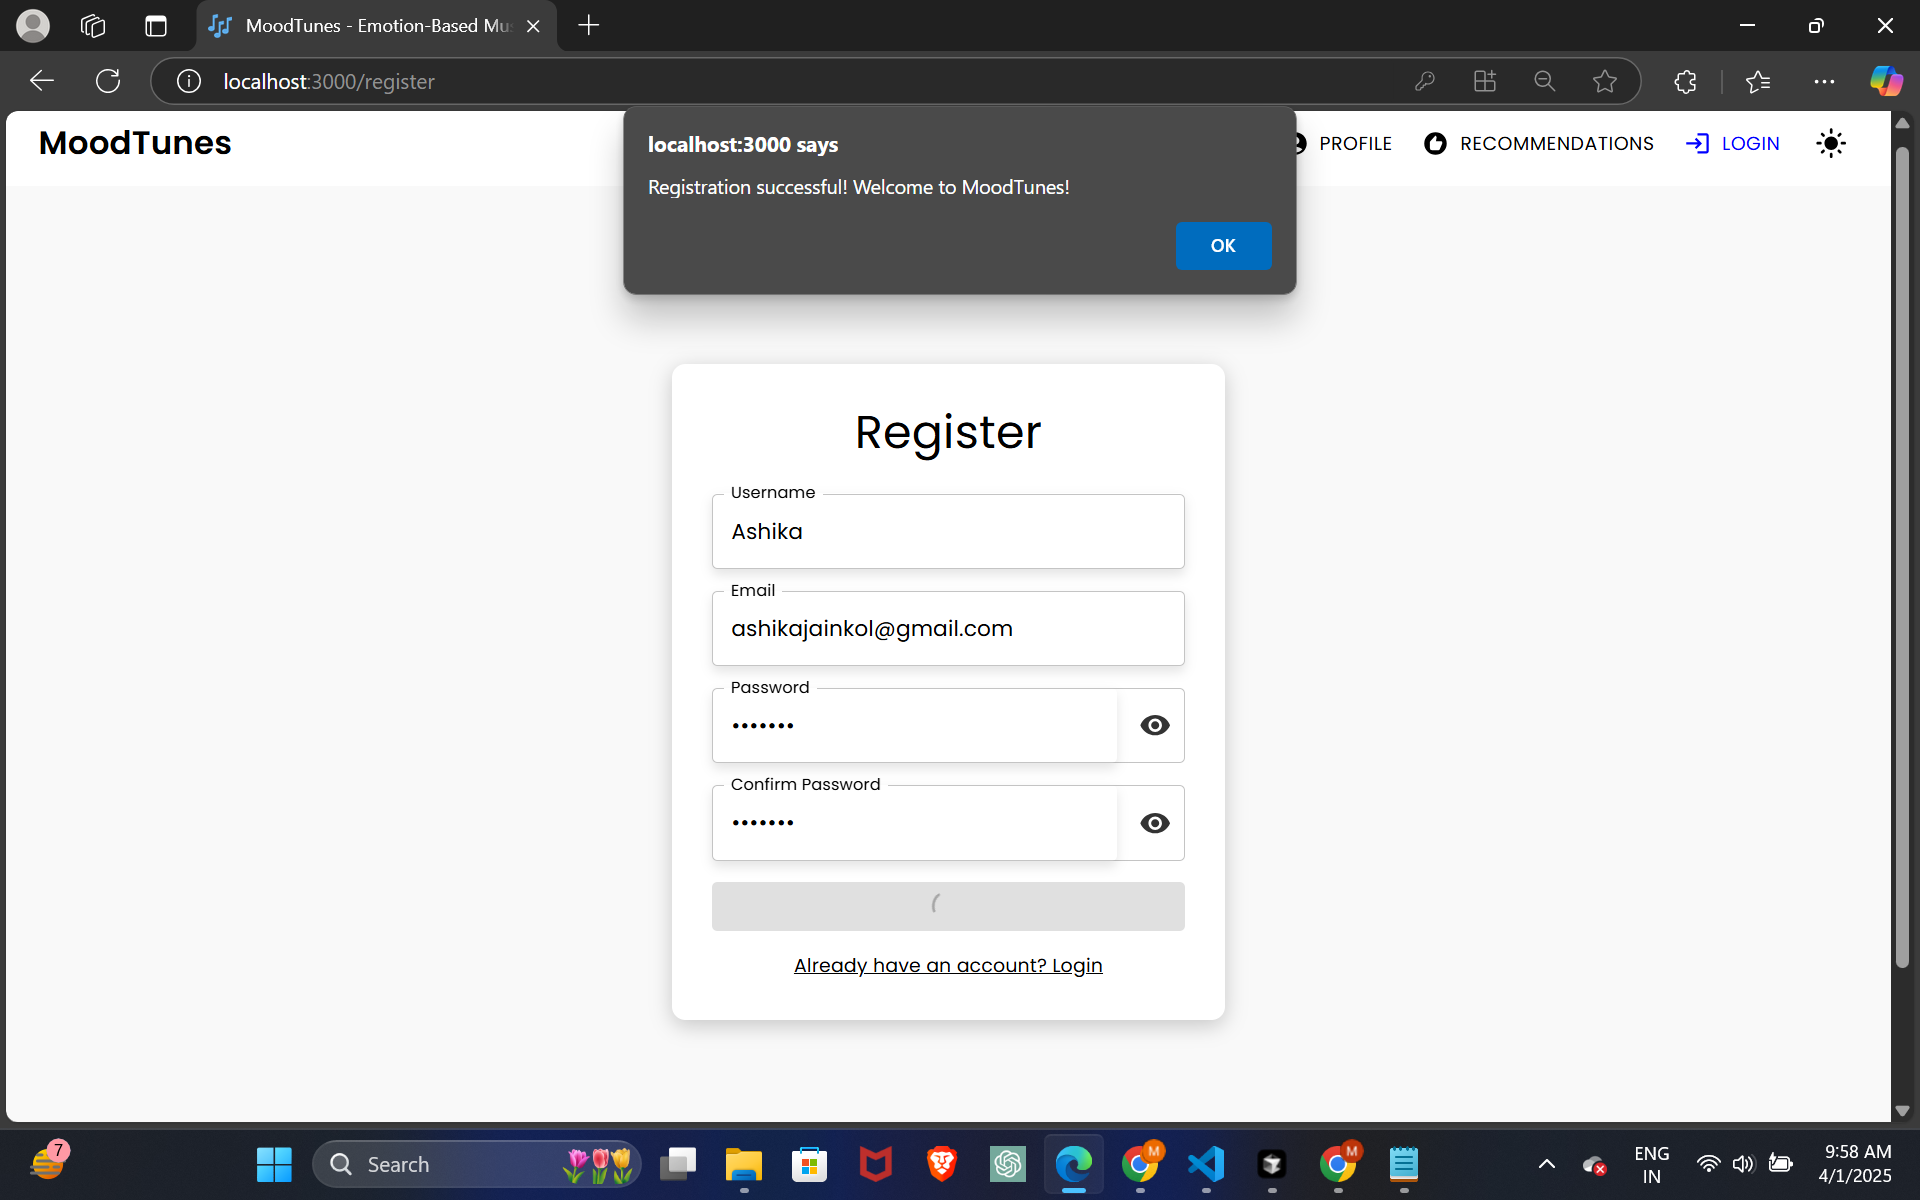 MoodTunes - Emotion-Based Mus
localhost:3000/register
MoodTunes
PROFILE
RECOMMENDATIONS
LOGIN
localhost:3000 says
Registration successful! Welcome to MoodTunes!
OK
Register
Username
Ashika
Email
ashikajainkol@gmail.com
Password
Confirm Password
Already have an account? Login
7
Search
M
M
ENG
IN
9:58 AM
4/1/2025